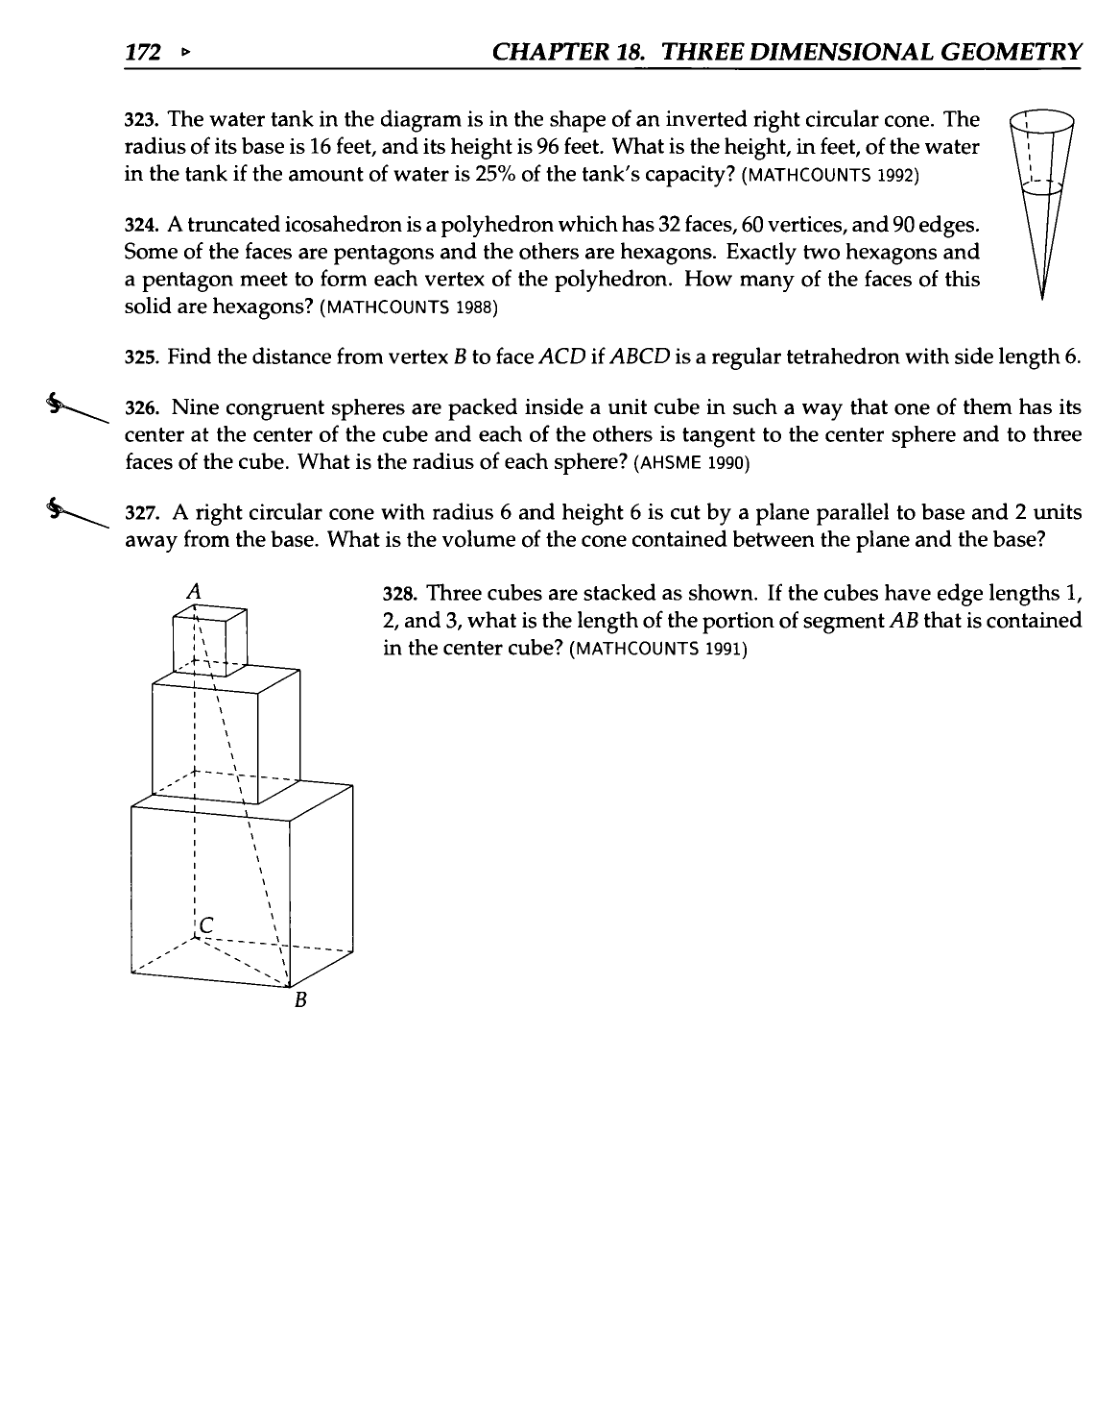 172 ▹ CHAPTER 18. THREE DIMENSIONAL GEOMETRY
323. The water tank in the diagram is in the shape of an inverted right circular cone. The
radius of its base is 16 feet, and its height is 96 feet. What is the height, in feet, of the water
in the tank if the amount of water is 25% of the tank's capacity? (MATHCOUNTS 1992)
324. A truncated icosahedron is a polyhedron which has 32 faces, 60 vertices, and 90 edges.
Some of the faces are pentagons and the others are hexagons. Exactly two hexagons and
a pentagon meet to form each vertex of the polyhedron. How many of the faces of this
solid are hexagons? (MATHCOUNTS 1988)
325. Find the distance from vertex B to face ACD if ABCD is a regular tetrahedron with side length 6.
326. Nine congruent spheres are packed inside a unit cube in such a way that one of them has its
center at the center of the cube and each of the others is tangent to the center sphere and to three
faces of the cube. What is the radius of each sphere? (AHSME 1990)
327. A right circular cone with radius 6 and height 6 is cut by a plane parallel to base and 2 units
away from the base. What is the volume of the cone contained between the plane and the base?
A
328. Three cubes are stacked as shown. If the cubes have edge lengths 1,
2, and 3, what is the length of the portion of segment AB that is contained
in the center cube? (MATHCOUNTS 1991)
C
B